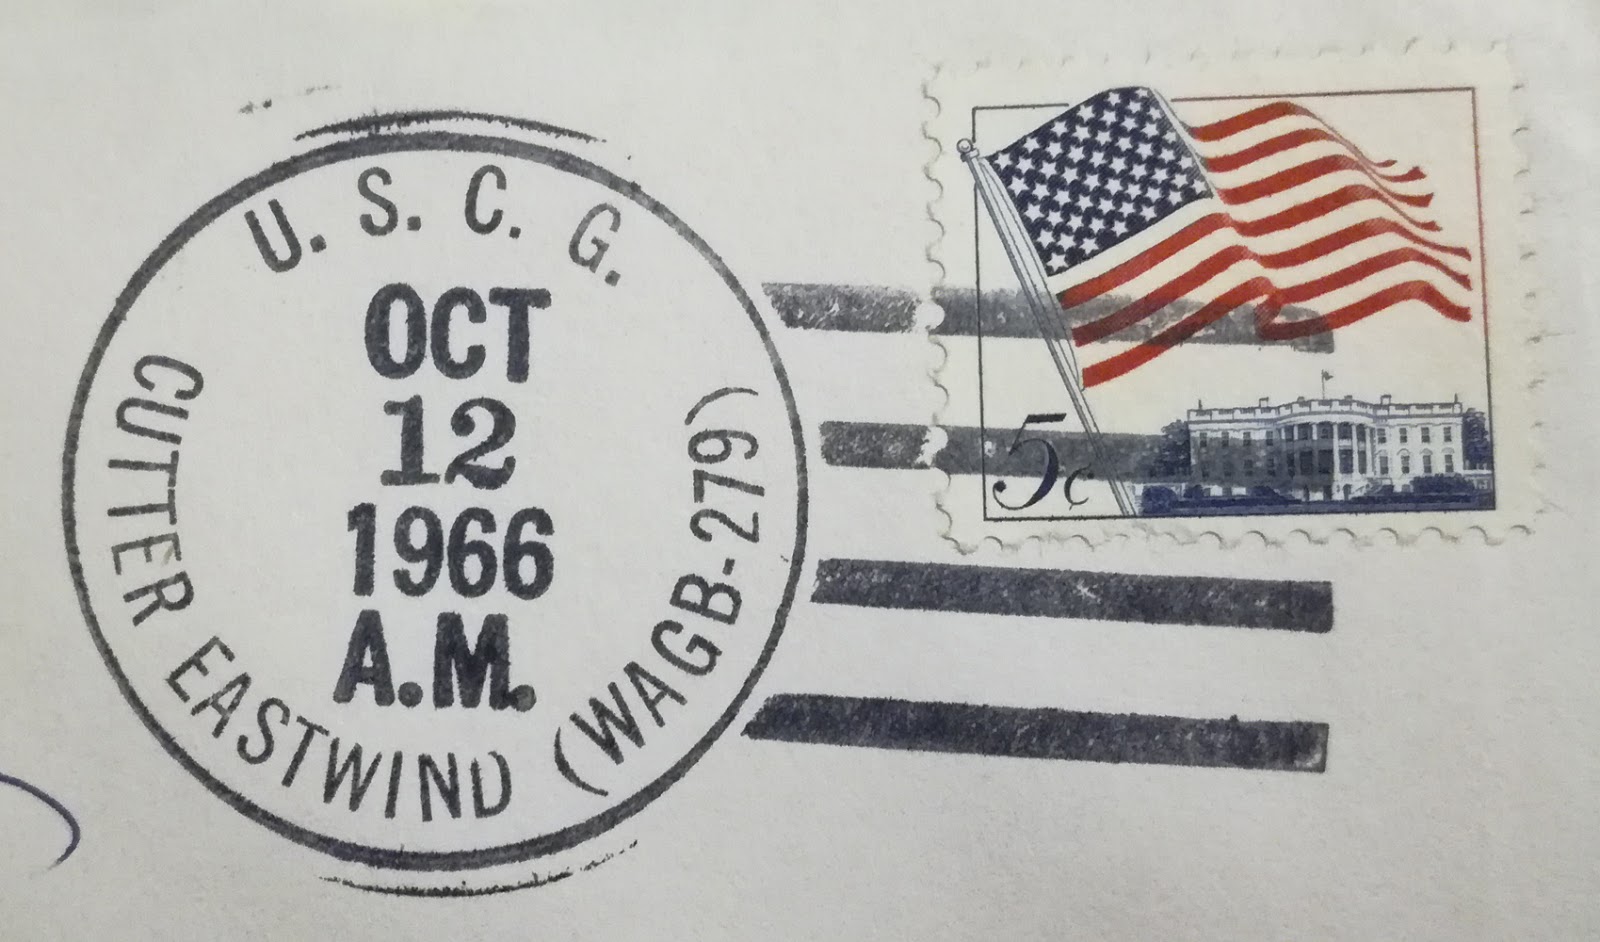 U. S. C. G.
OCT
12
1966
A.M.
CUTTER EASTWIND (WAGB-279)
5¢